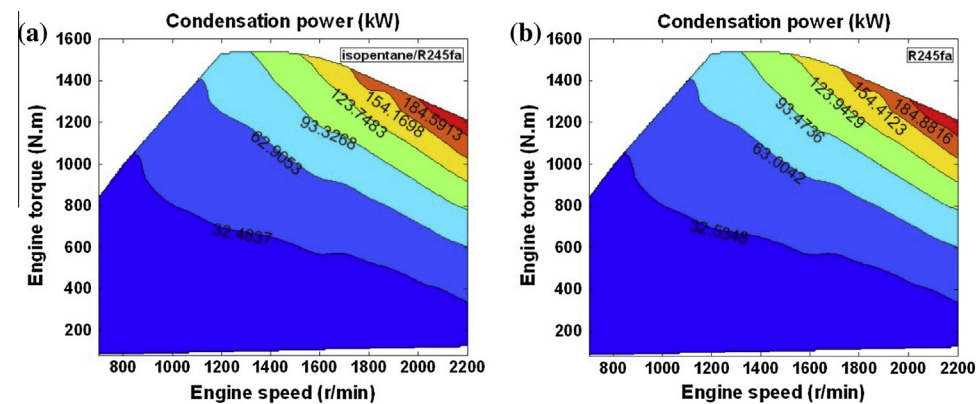 (a)
Condensation power (kW)
isopentane/R245fa
Engine torque (N.m)
1600
1400
1200
1000
800
600
400
200
184.5913
154.1698
123.7483
93.3268
62.9053
32.4837
800 1000 1200 1400 1600 1800 2000 2200
Engine speed (r/min)
(b)
Condensation power (kW)
R245fa
Engine torque (N.m)
1600
1400
1200
1000
800
600
400
200
184.8816
154.4123
123.9429
93.4736
63.0042
32.5348
800 1000 1200 1400 1600 1800 2000 2200
Engine speed (r/min)